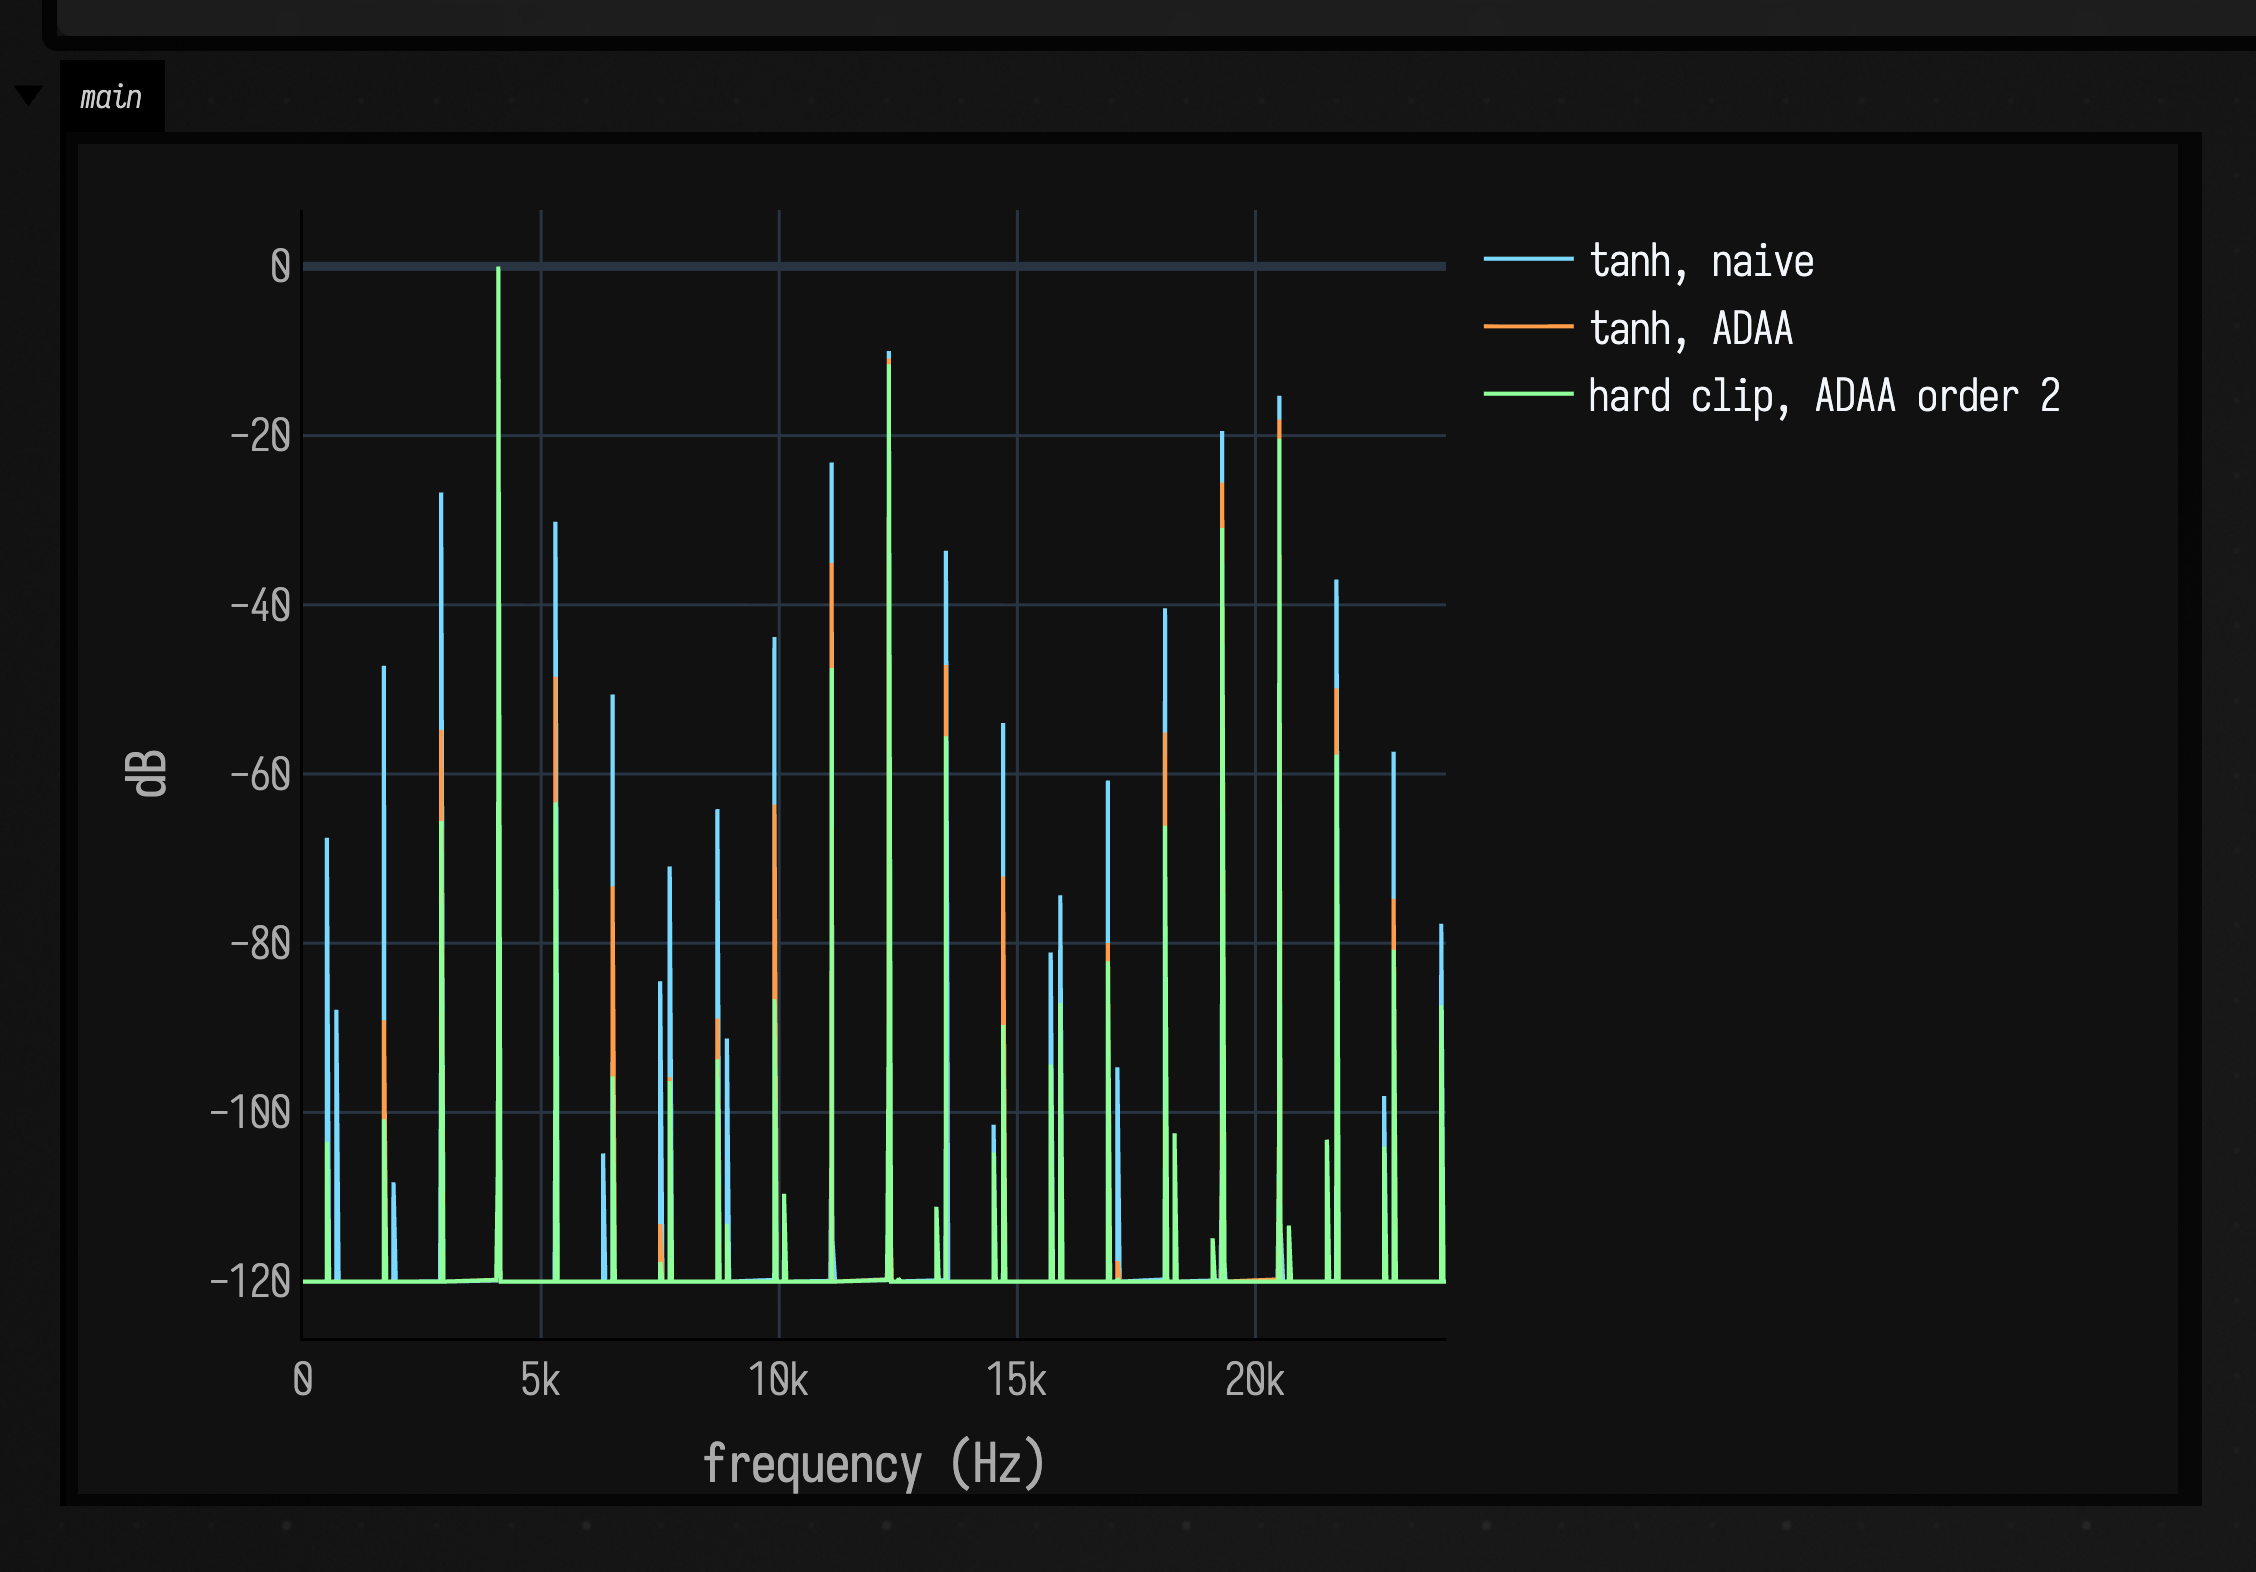 main
tanh, naive
tanh, ADAA
hard clip, ADAA order 2
0
−20
−40
−60
−80
−100
−120
dB
0 5k 10k 15k 20k
frequency (Hz)